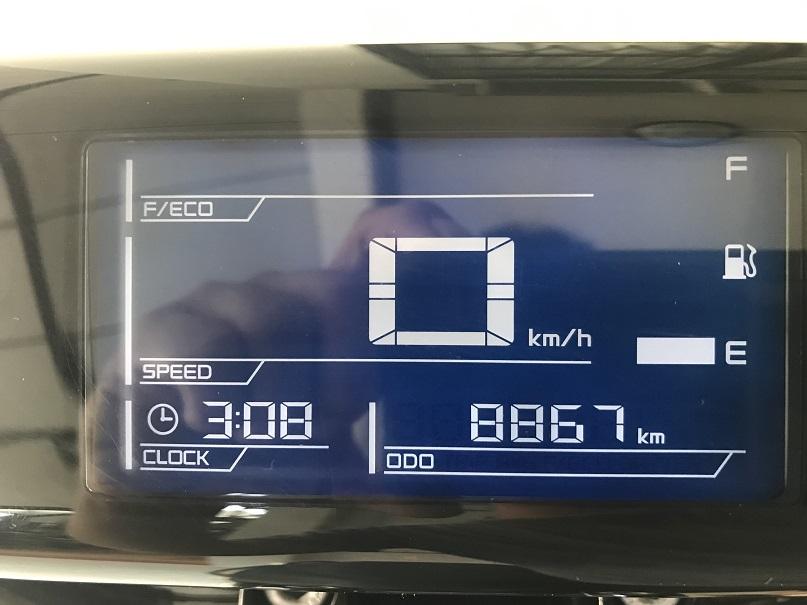 F
F/ECO
0 km/h
E
SPEED
3:08
8867 km
CLOCK
ODO